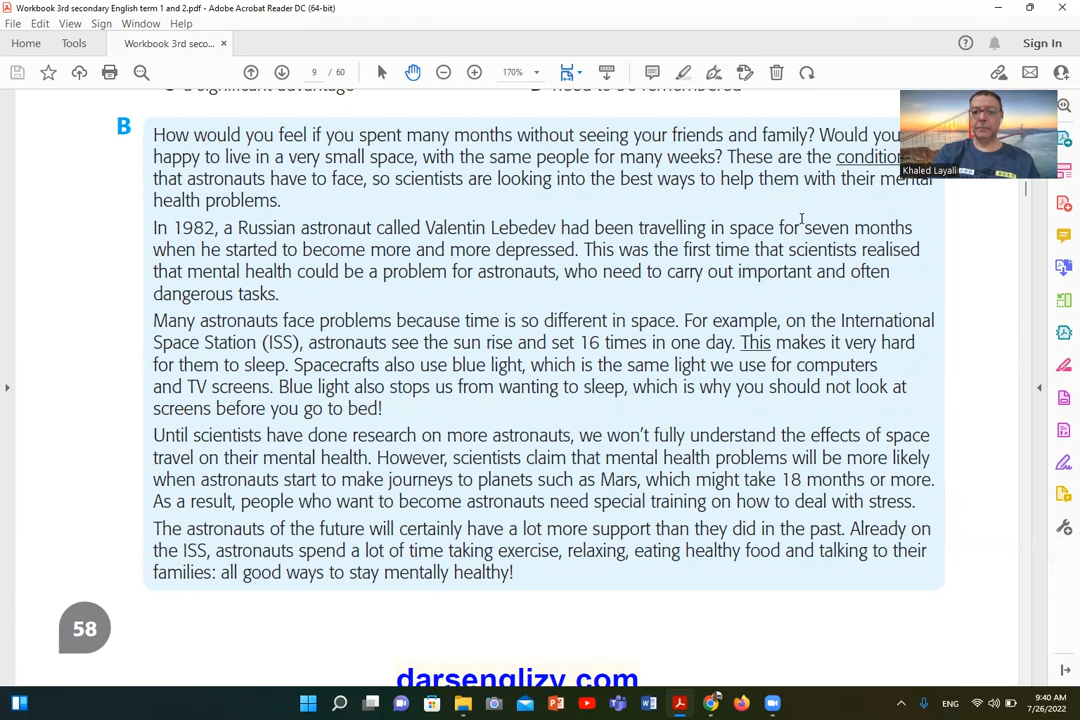 Workbook 3rd secondary English term 1 and 2.pdf - Adobe Acrobat Reader DC (64-bit)
File Edit View Sign Window Help
Home Tools Workbook 3rd seco... × Sign In
9 / 60 170%
a significant advantage
B
How would you feel if you spent many months without seeing your friends and family? Would you
happy to live in a very small space, with the same people for many weeks? These are the
that astronauts have to face, so scientists are looking into the best ways to help them with their mental
health problems.
In 1982, a Russian astronaut called Valentin Lebedev had been travelling in space for seven months
when he started to become more and more depressed. This was the first time that scientists realised
that mental health could be a problem for astronauts, who need to carry out important and often
dangerous tasks.
Many astronauts face problems because time is so different in space. For example, on the International
Space Station (ISS), astronauts see the sun rise and set 16 times in one day. This makes it very hard
for them to sleep. Spacecrafts also use blue light, which is the same light we use for computers
and TV screens. Blue light also stops us from wanting to sleep, which is why you should not look at
screens before you go to bed!
Until scientists have done research on more astronauts, we won't fully understand the effects of space
travel on their mental health. However, scientists claim that mental health problems will be more likely
when astronauts start to make journeys to planets such as Mars, which might take 18 months or more.
As a result, people who want to become astronauts need special training on how to deal with stress.
The astronauts of the future will certainly have a lot more support than they did in the past. Already on
the ISS, astronauts spend a lot of time taking exercise, relaxing, eating healthy food and talking to their
families: all good ways to stay mentally healthy!
Khaled Layali
58
darsenglizy com
ENG
9:40 AM
7/26/2022